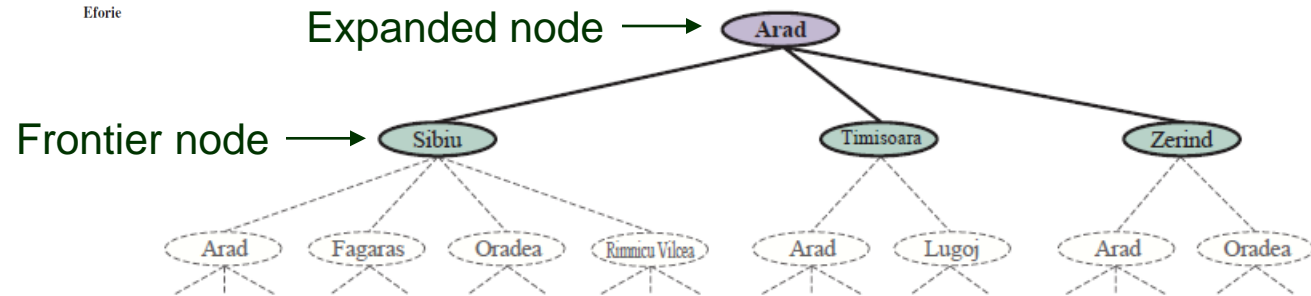 Eforie
Expanded node
Arad
Frontier node
Sibiu
Timisoara
Zerind
Arad
Fagaras
Oradea
Rimnicu Vilcea
Arad
Lugoj
Arad
Oradea